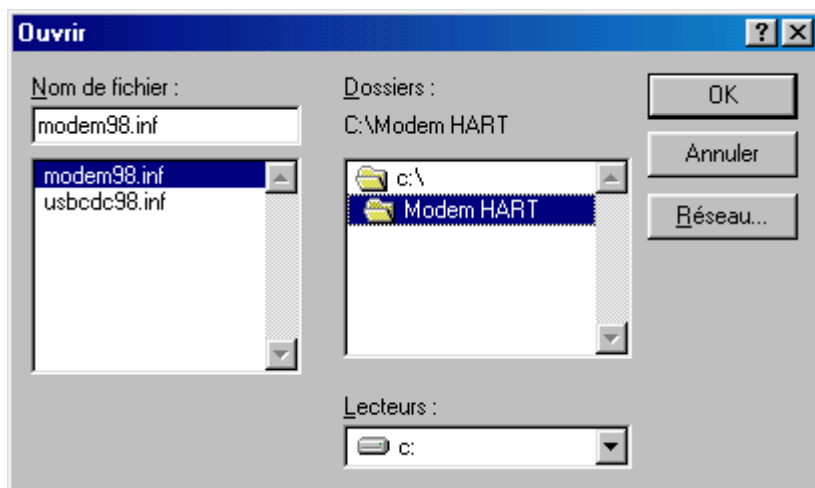 Ouvrir
Nom de fichier :
modem98.inf
modem98.inf
usbcdc98.inf
Dossiers :
C:\Modem HART
c:\
Modem HART
Lecteurs :
c:
OK
Annuler
Réseau...